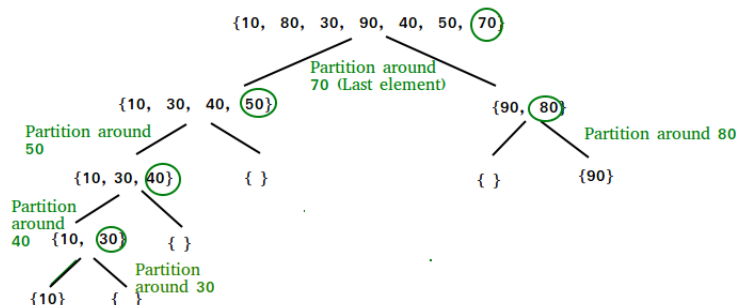 {10, 80, 30, 90, 40, 50, 70}
Partition around
70 (Last element)
{10, 30, 40, 50}
{90, 80}
Partition around
50
Partition around 80
{10, 30, 40}
{ }
{ }
{90}
Partition
around
40
{10, 30}
{ }
Partition
around 30
{10}
{ }